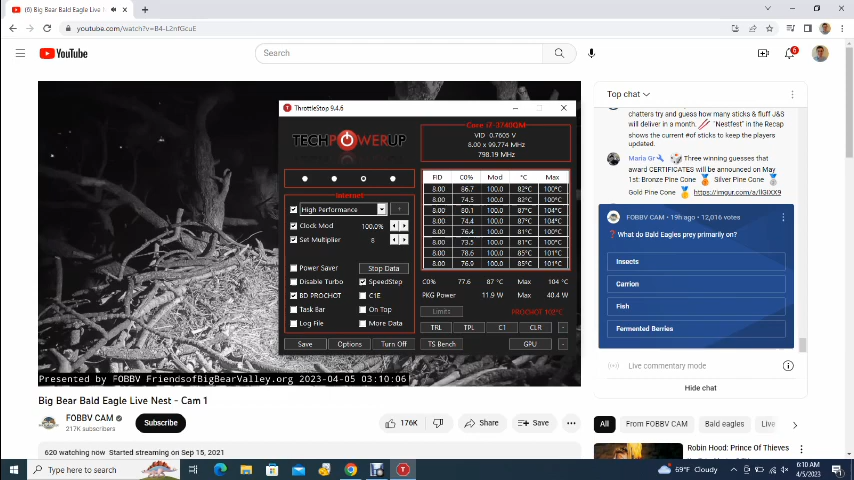 (6) Big Bear Bald Eagle Live N
youtube.com/watch?v=B4-L2nfGcuE
YouTube
Search
6
ThrottleStop 9.4.6
TECHPOWERUP
Core i7-3740QM
VID 0.7605 V
8.00 x 99.774 MHz
798.19 MHz
Internet
High Performance
+
Clock Mod 100.0%
Set Multiplier 8
Power Saver
Stop Data
Disable Turbo
SpeedStep
BD PROCHOT
C1E
Task Bar
On Top
Log File
More Data
Save
Options
Turn Off
FID C0% Mod °C Max
8.00 86.7 100.0 82°C 100°C
8.00 74.5 100.0 82°C 100°C
8.00 80.1 100.0 87°C 104°C
8.00 74.4 100.0 87°C 104°C
8.00 76.4 100.0 81°C 100°C
8.00 73.5 100.0 81°C 100°C
8.00 78.6 100.0 85°C 101°C
8.00 76.9 100.0 85°C 101°C
C0% 77.6 87 °C Max 104 °C
PKG Power 11.9 W Max 40.4 W
Limits
TRL TPL C1 CLR -
TS Bench
GPU -
Presented by FOBBV FriendsofBigBearValley.org 2023-04-05 03:10:06
Big Bear Bald Eagle Live Nest - Cam 1
FOBBV CAM
217K subscribers
Subscribe
176K
Share
Save
620 watching now Started streaming on Sep 15, 2021
Top chat
chatters try and guess how many sticks & fluff J&S
will deliver in a month. "Nestfest" in the Recap
shows the current #of sticks to keep the players
updated.
Maria Gr Three winning guesses that
award CERTIFICATES will be announced on May
1st: Bronze Pine Cone Silver Pine Cone
Gold Pine Cone https://imgur.com/a/llGIXX9
FOBBV CAM • 19h ago • 12,016 votes
❓What do Bald Eagles prey primarily on?
Insects
Carrion
Fish
Fermented Berries
Live commentary mode
Hide chat
All
From FOBBV CAM
Bald eagles
Live
Robin Hood: Prince Of Thieves
Type here to search
69°F Cloudy
6:10 AM
4/5/2023